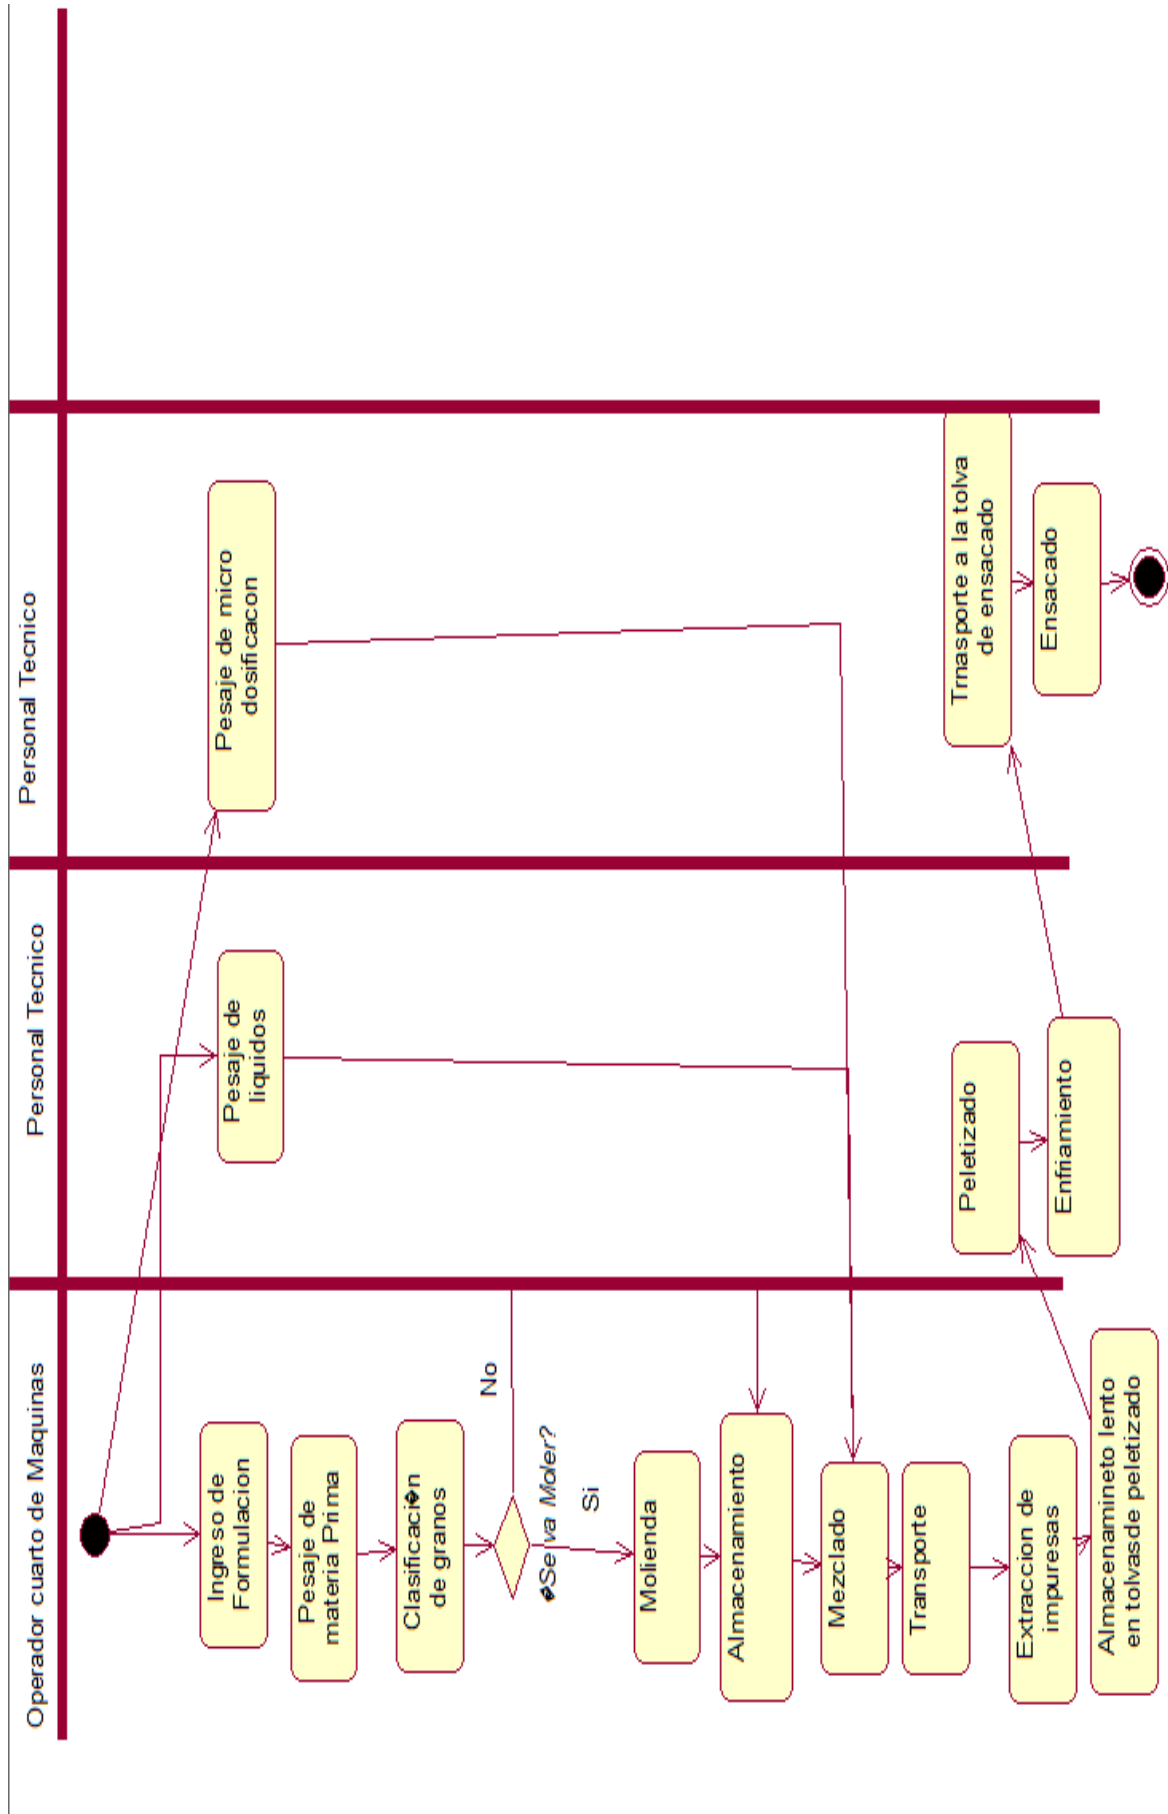 Operador cuarto de Maquinas
Personal Tecnico
Personal Tecnico
Ingreso de
Formulacion
Pesaje de
materia Prima
Clasificaci�n
de granos
No
�Se va Moler?
Si
Molienda
Almacenamiento
Mezclado
Transporte
Extraccion de
impuresas
Almacenamineto lento
en tolvasde peletizado
Pesaje de
liquidos
Peletizado
Enfriamiento
Pesaje de micro
dosificacon
Trnasporte a la tolva
de ensacado
Ensacado